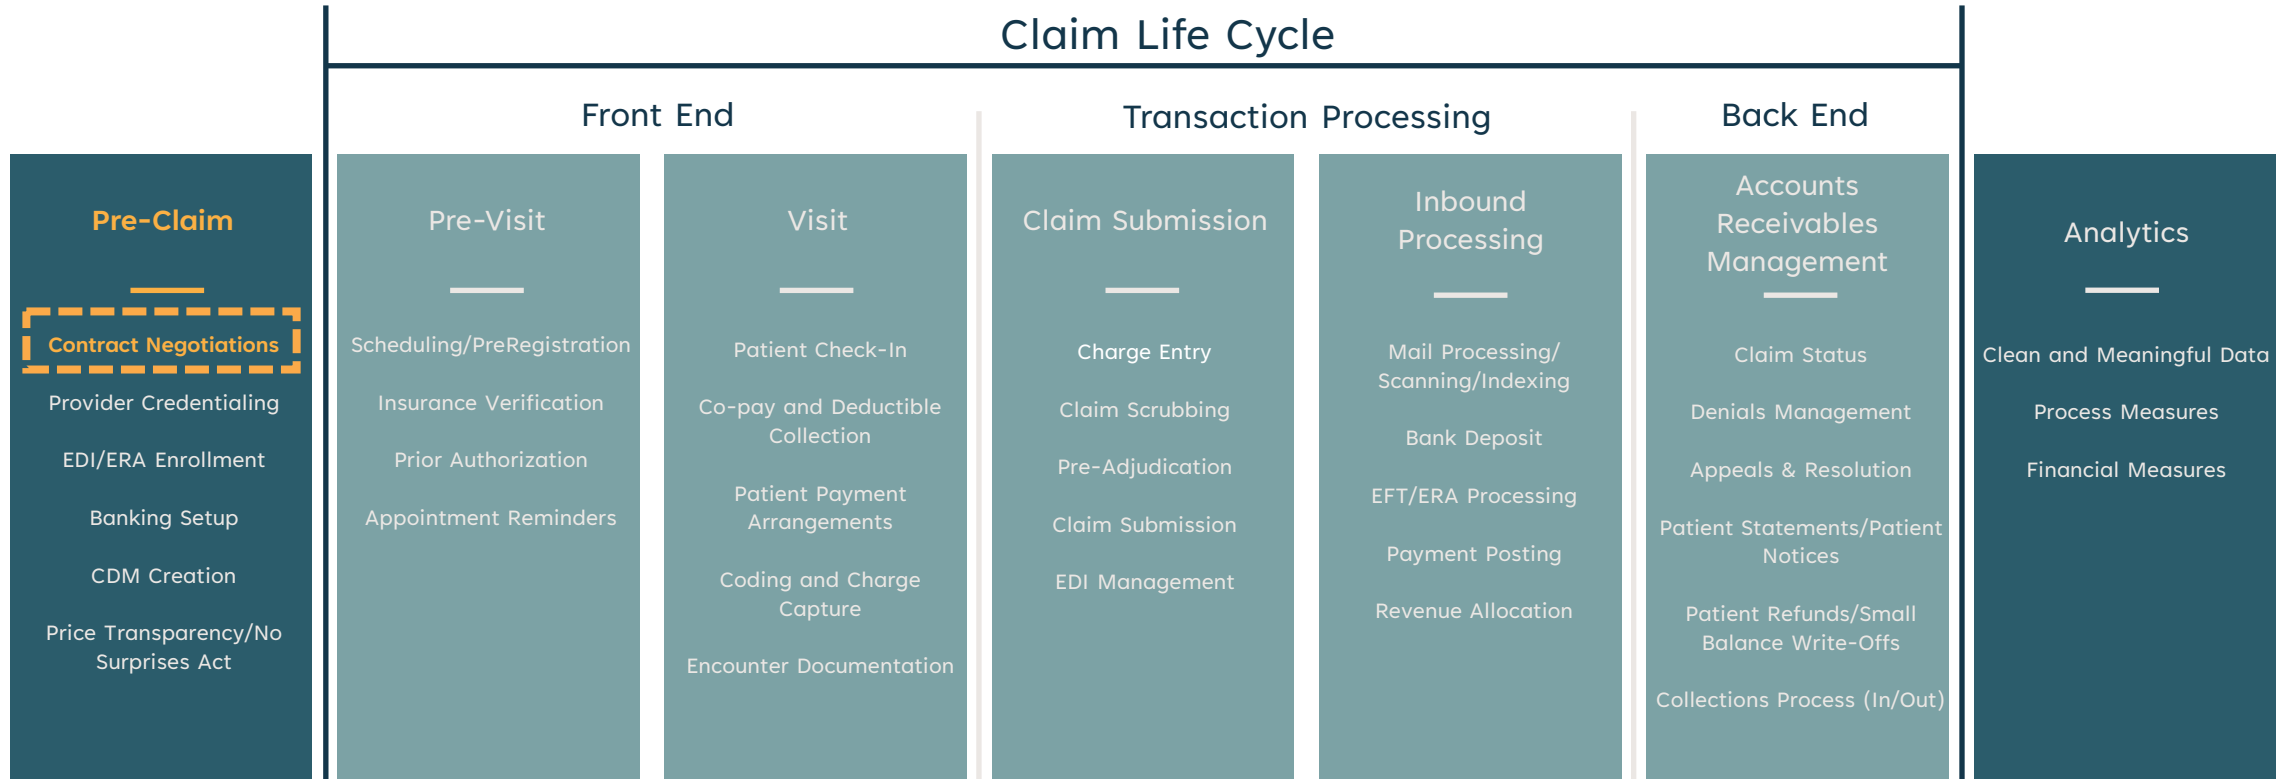 Claim Life Cycle
Front End
Transaction Processing
Back End
Pre-Claim
Contract Negotiations
Provider Credentialing
EDI/ERA Enrollment
Banking Setup
CDM Creation
Price Transparency/No
Surprises Act
Pre-Visit
Scheduling/PreRegistration
Insurance Verification
Prior Authorization
Appointment Reminders
Visit
Patient Check-In
Co-pay and Deductible
Collection
Patient Payment
Arrangements
Coding and Charge
Capture
Encounter Documentation
Claim Submission
Charge Entry
Claim Scrubbing
Pre-Adjudication
Claim Submission
EDI Management
Inbound
Processing
Mail Processing/
Scanning/Indexing
Bank Deposit
EFT/ERA Processing
Payment Posting
Revenue Allocation
Accounts
Receivables
Management
Claim Status
Denials Management
Appeals & Resolution
Patient Statements/Patient
Notices
Patient Refunds/Small
Balance Write-Offs
Collections Process (In/Out)
Analytics
Clean and Meaningful Data
Process Measures
Financial Measures